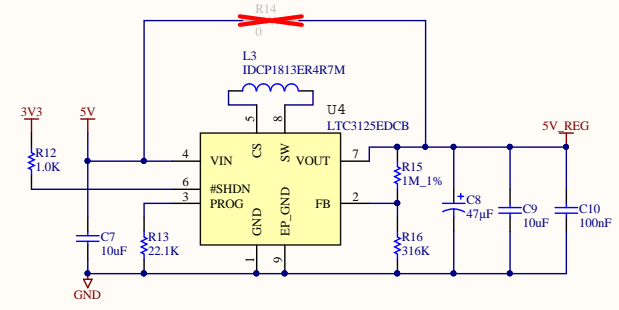 R14
0
L3
IDCP1813ER4R7M
U4
LTC3125EDCB
3V3
5V
5V_REG
R12
1.0K
5
8
CS
SW
4
VIN
VOUT
7
6
#SHDN
3
PROG
FB
2
R15
1M_1%
GND
EP_GND
1
9
C7
10uF
R13
22.1K
R16
316K
+
C8
47μF
C9
10uF
C10
100nF
GND